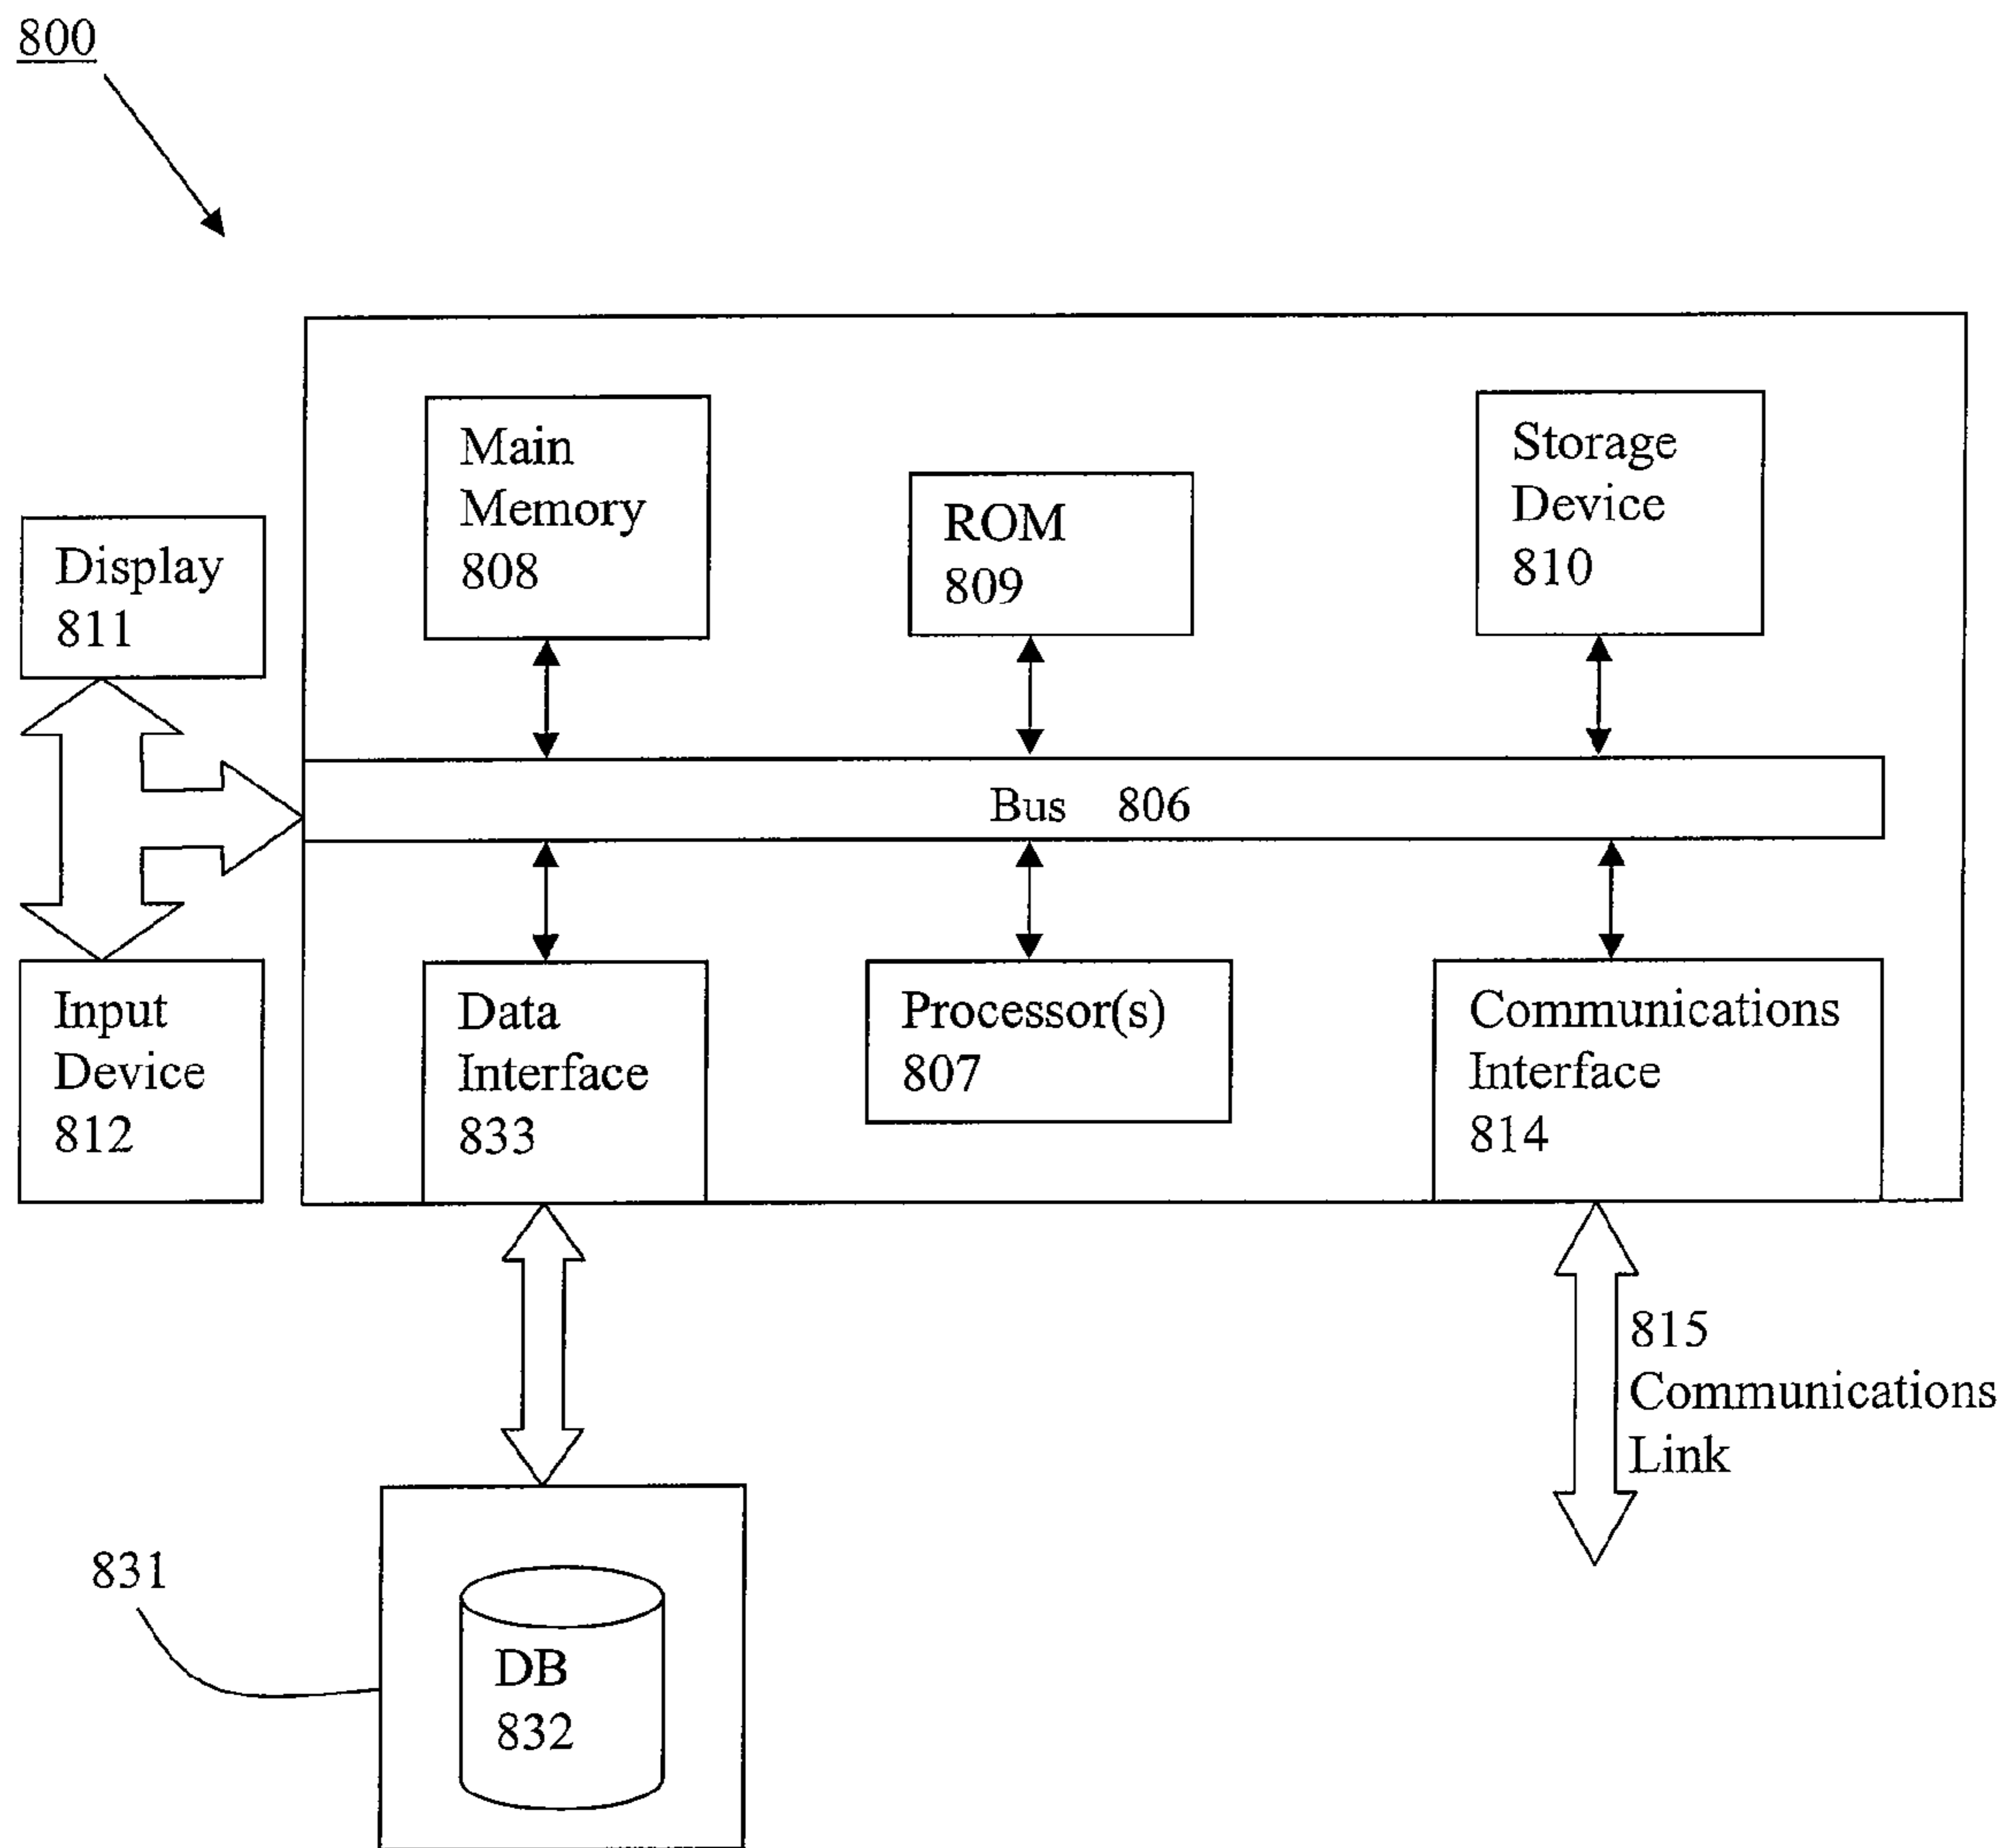 800
Main
Memory
808
ROM
809
Storage
Device
810
Display
811
Bus 806
Input
Device
812
Data
Interface
833
Processor(s)
807
Communications
Interface
814
815
Communications
Link
831
DB
832